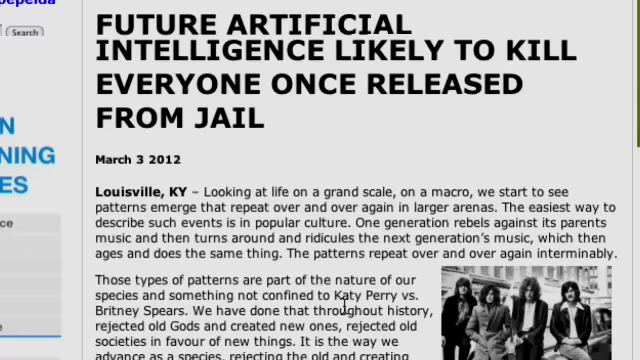 pepelda
Search
N
NING
ES
ce
e
FUTURE ARTIFICIAL
INTELLIGENCE LIKELY TO KILL
EVERYONE ONCE RELEASED
FROM JAIL
March 3 2012
Louisville, KY – Looking at life on a grand scale, on a macro, we start to see
patterns emerge that repeat over and over again in larger arenas. The easiest way to
describe such events is in popular culture. One generation rebels against its parents
music and then turns around and ridicules the next generation's music, which then
ages and does the same thing. The patterns repeat over and over again interminably.
Those types of patterns are part of the nature of our
species and something not confined to Katy Perry vs.
Britney Spears. We have done that throughout history,
rejected old Gods and created new ones, rejected old
societies in favour of new things. It is the way we
advance as a species, rejecting the old and creating